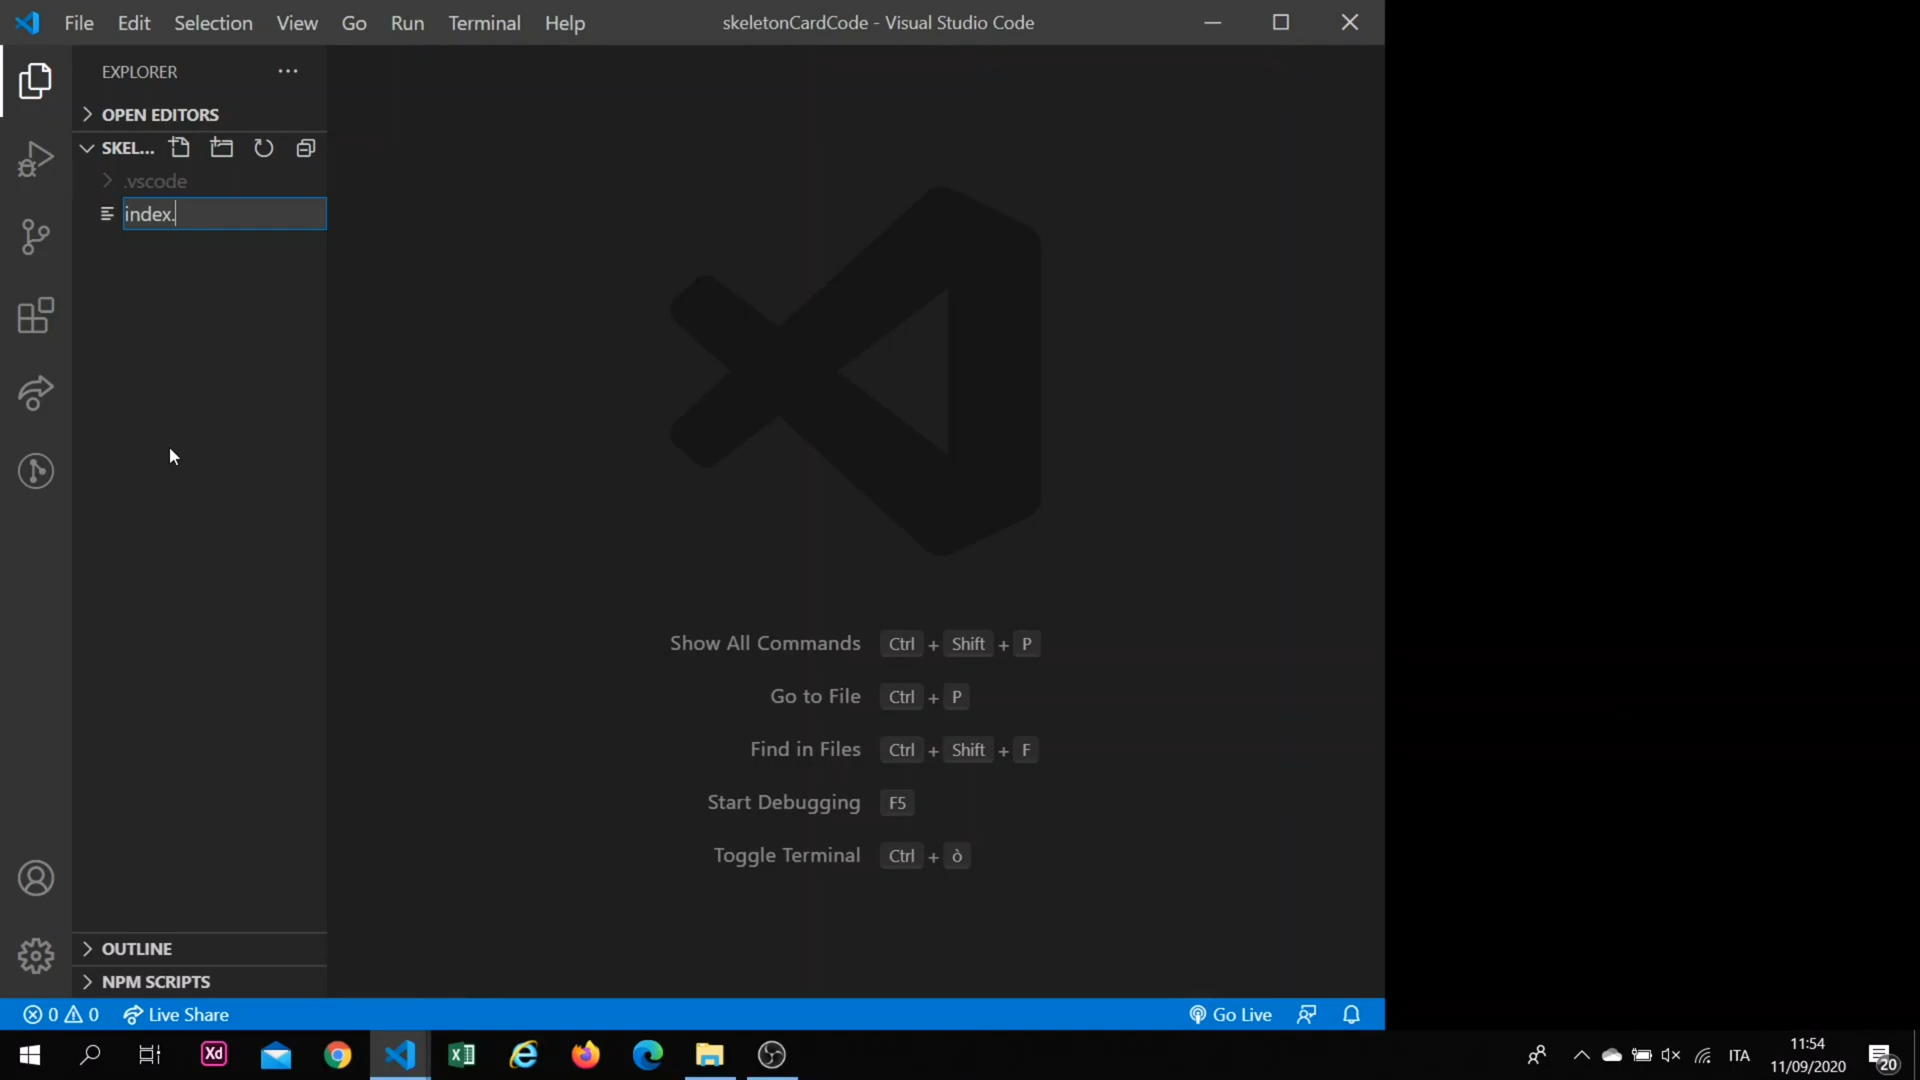 File Edit Selection View Go Run Terminal Help skeletonCardCode - Visual Studio Code
EXPLORER
OPEN EDITORS
SKEL...
.vscode
index.
Show All Commands Ctrl + Shift + P
Go to File Ctrl + P
Find in Files Ctrl + Shift + F
Start Debugging F5
Toggle Terminal Ctrl + ò
OUTLINE
NPM SCRIPTS
0 0 Live Share Go Live
Xd
ITA
11:54
11/09/2020
20